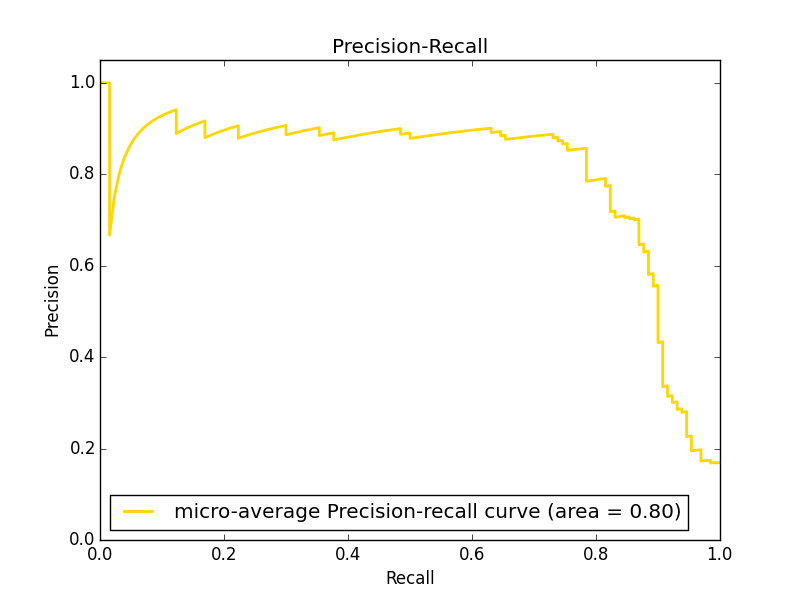 Precision-Recall
1.0
0.8
0.6
0.4
0.2
0.0
Precision
micro-average Precision-recall curve (area = 0.80)
0.0 0.2 0.4 0.6 0.8 1.0
Recall